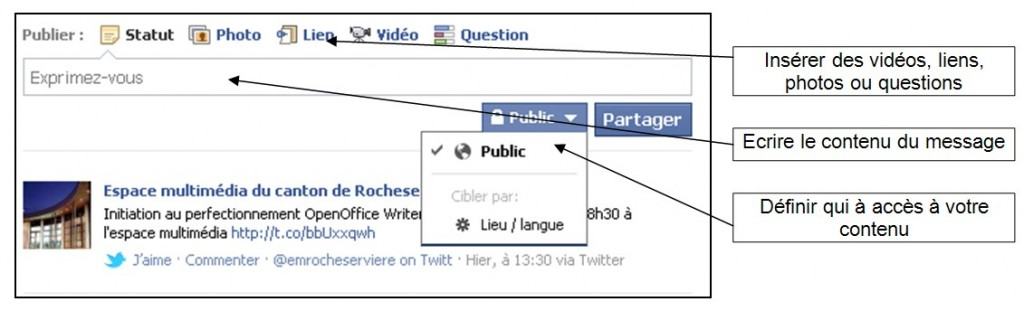 Publier : Statut Photo Lien Vidéo Question
Exprimez-vous
Public Partager
Public
Cibler par:
Lieu / langue
Espace multimédia du canton de Rochese
Initiation au perfectionnement OpenOffice Writer 8h30 à
l'espace multimédia http://t.co/bbUxxqwh
J'aime · Commenter · @emrocheserviere on Twitt · Hier, à 13:30 via Twitter
Insérer des vidéos, liens,
photos ou questions
Ecrire le contenu du message
Définir qui à accès à votre
contenu